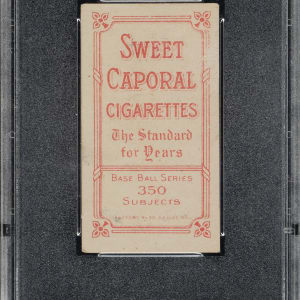 SWEET
CAPORAL
CIGARETTES
The Standard
for Years
BASE BALL SERIES
350
SUBJECTS